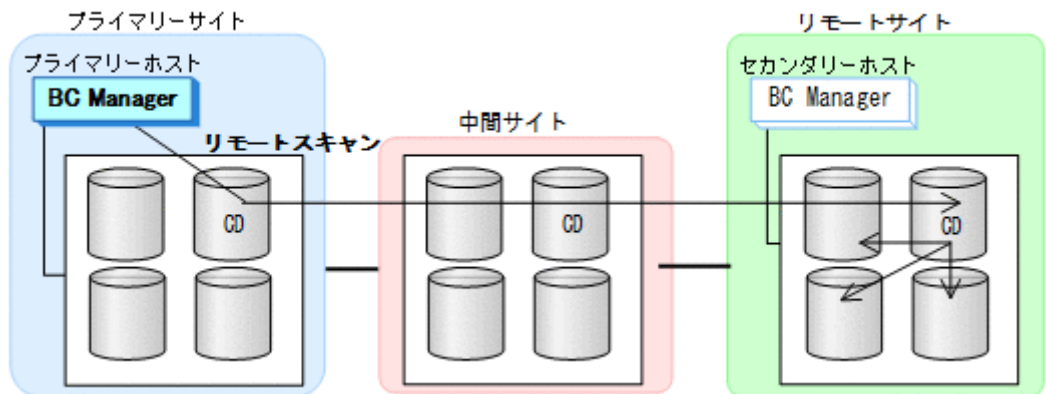 プライマリーサイト
リモートサイト
プライマリーホスト
セカンダリーホスト
BC Manager
BC Manager
中間サイト
リモートスキャン
CD
CD
CD